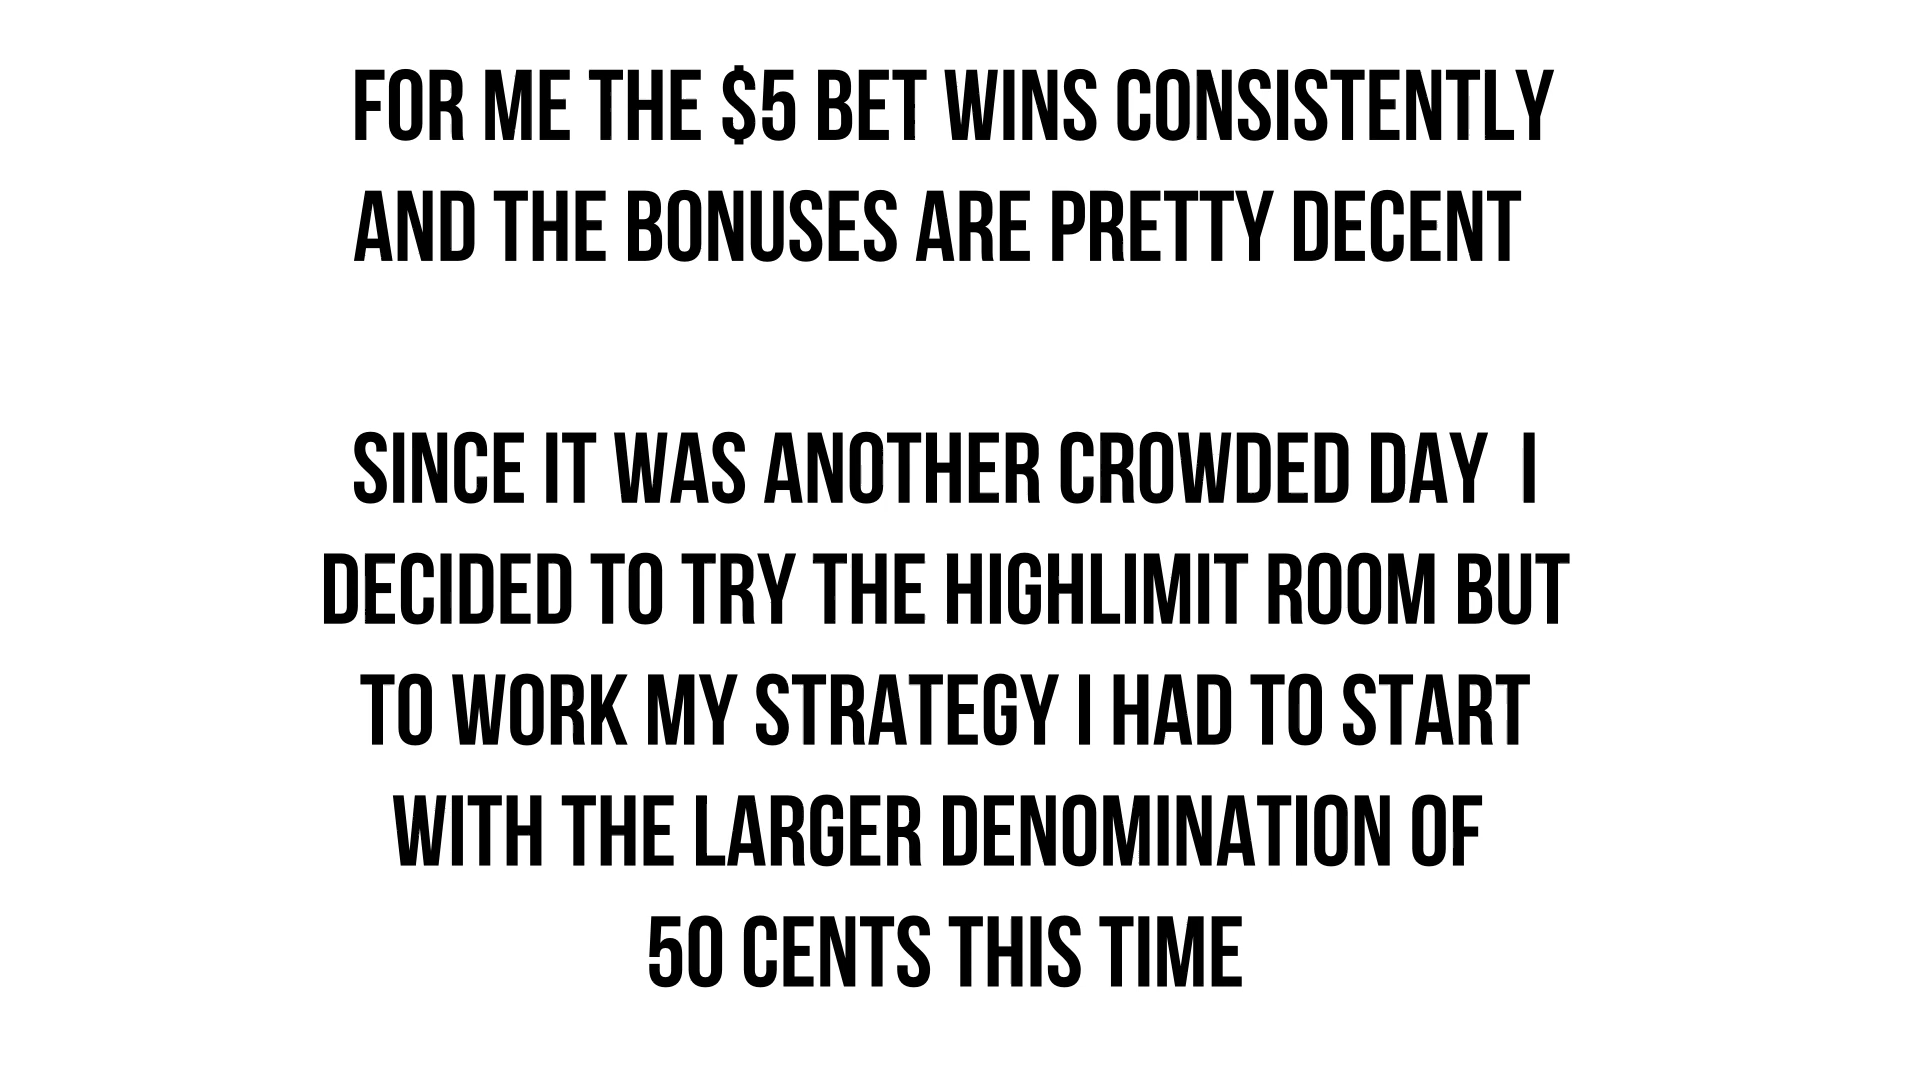 FOR ME THE $5 BET WINS CONSISTENTLY
AND THE BONUSES ARE PRETTY DECENT
SINCE IT WAS ANOTHER CROWDED DAY  I
DECIDED TO TRY THE HIGHLIMIT ROOM BUT
TO WORK MY STRATEGY I HAD TO START
WITH THE LARGER DENOMINATION OF
50 CENTS THIS TIME